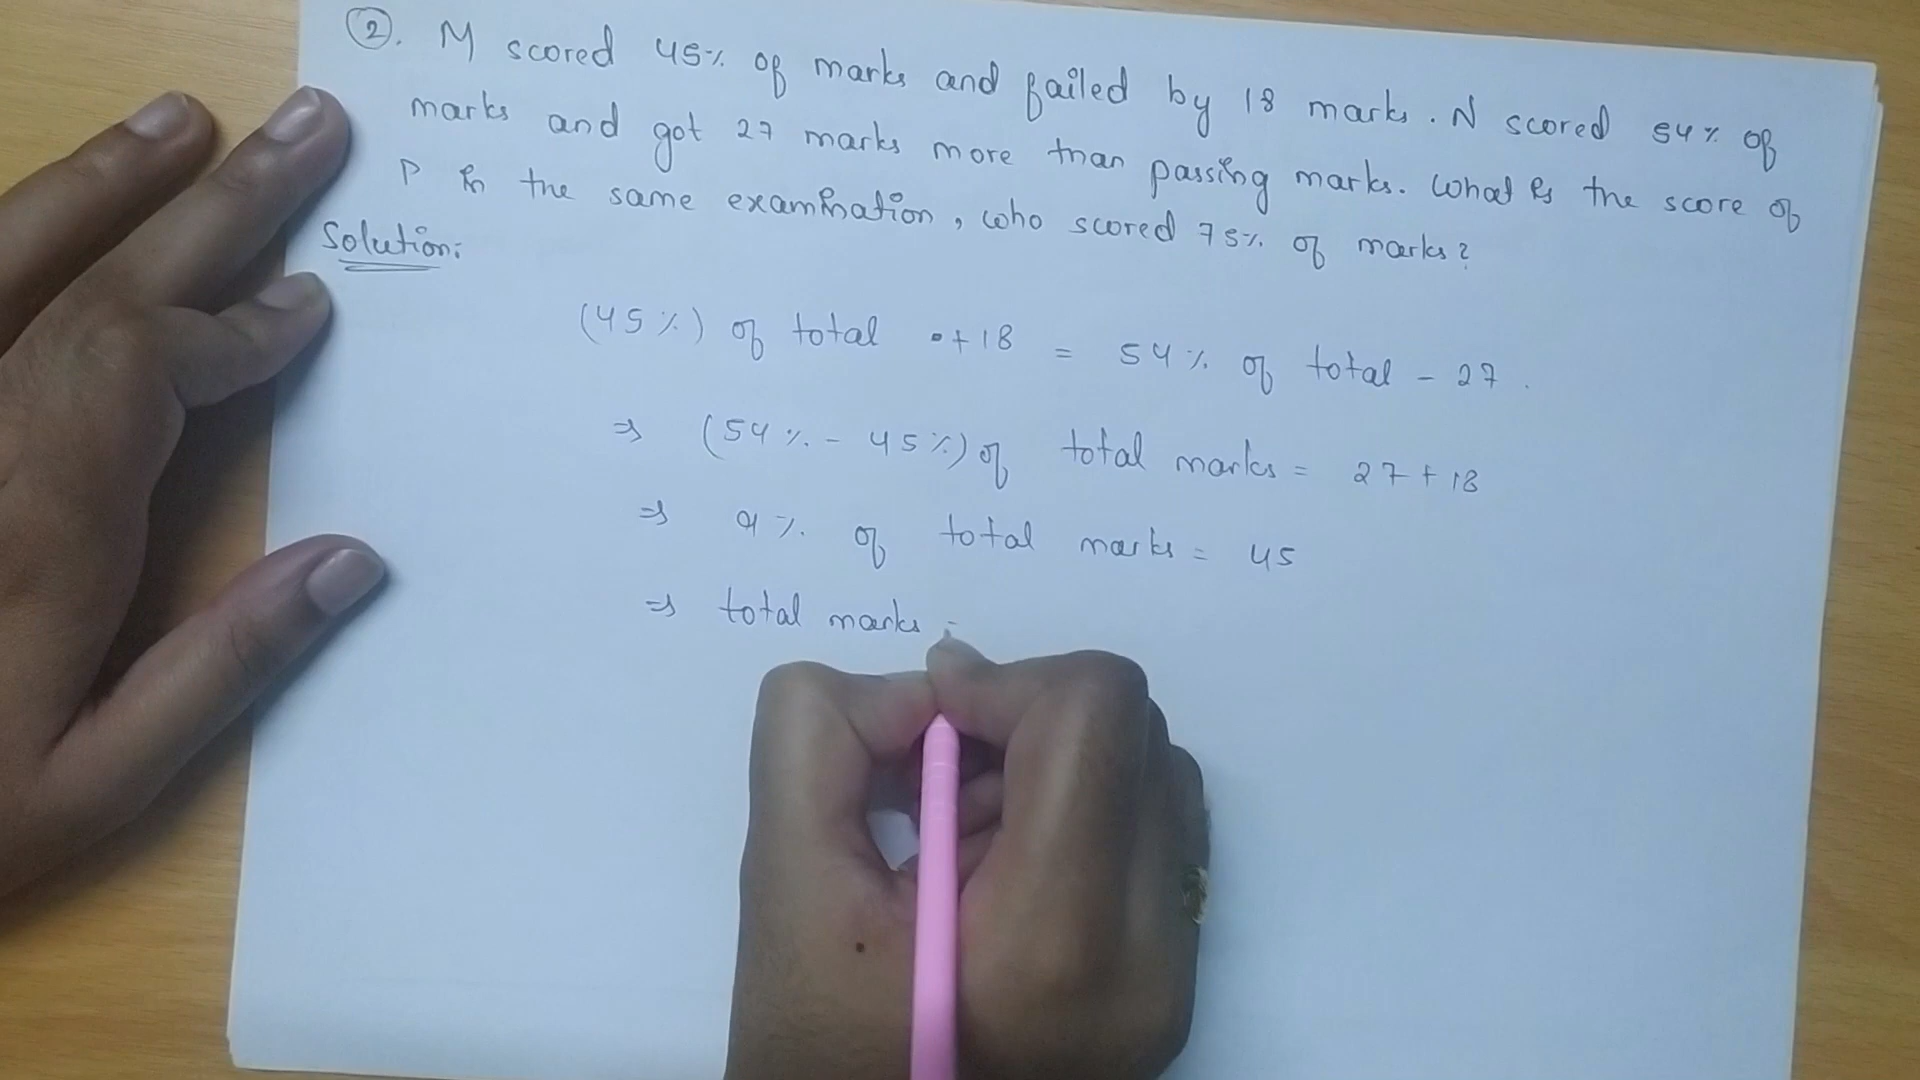 2. M scored 45% of marks and failed by 18 marks. N scored 54% of
marks and got 27 marks more than passing marks. What is the score of
P in the same examination, who scored 75% of marks?
Solution:
(45%) of total + 18 = 54% of total - 27.
⇒ (54% - 45%) of total marks = 27 + 18
⇒ 9% of total marks = 45
⇒ total marks =